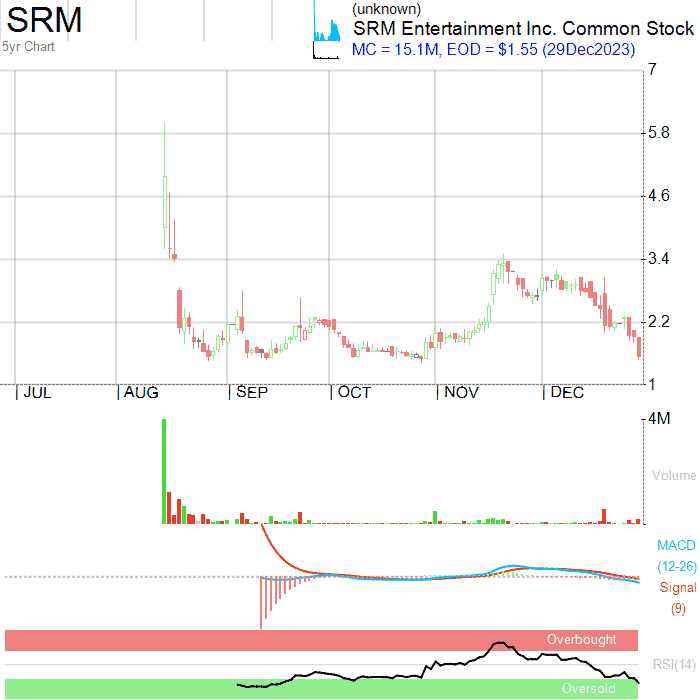 SRM
5yr Chart
(unknown)
SRM Entertainment Inc. Common Stock
MC = 15.1M, EOD = $1.55 (29Dec2023)
7
5.8
4.6
3.4
2.2
1
JUL AUG SEP OCT NOV DEC
4M
Volume
MACD
(12-26)
Signal
(9)
Overbought
RSI(14)
Oversold